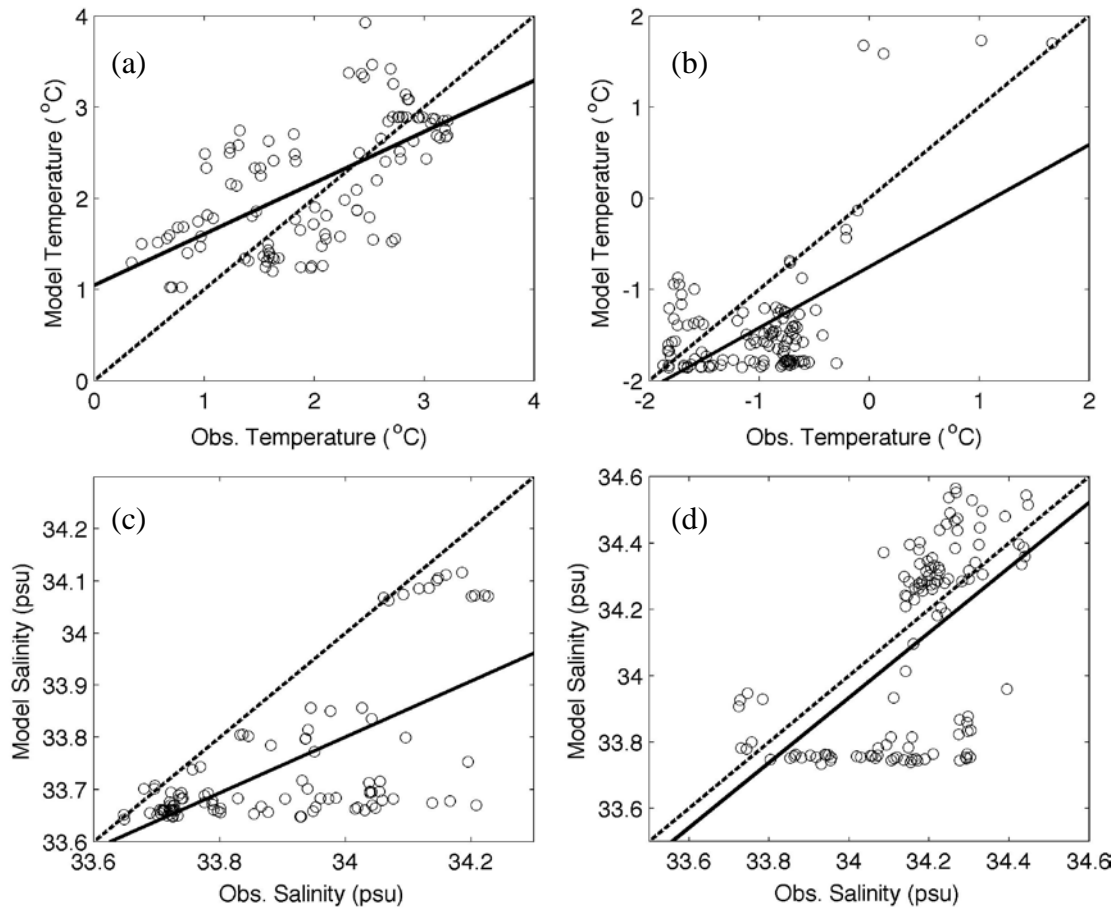 4
(a)
3
2
1
0
Model Temperature (°C)
0 1 2 3 4
Obs. Temperature (°C)
2
(b)
1
0
-1
-2
Model Temperature (°C)
-2 -1 0 1 2
Obs. Temperature (°C)
(c)
34.2
34.1
34
33.9
33.8
33.7
33.6
Model Salinity (psu)
33.6 33.8 34 34.2
Obs. Salinity (psu)
34.6
(d)
34.4
34.2
34
33.8
33.6
Model Salinity (psu)
33.6 33.8 34 34.2 34.4 34.6
Obs. Salinity (psu)